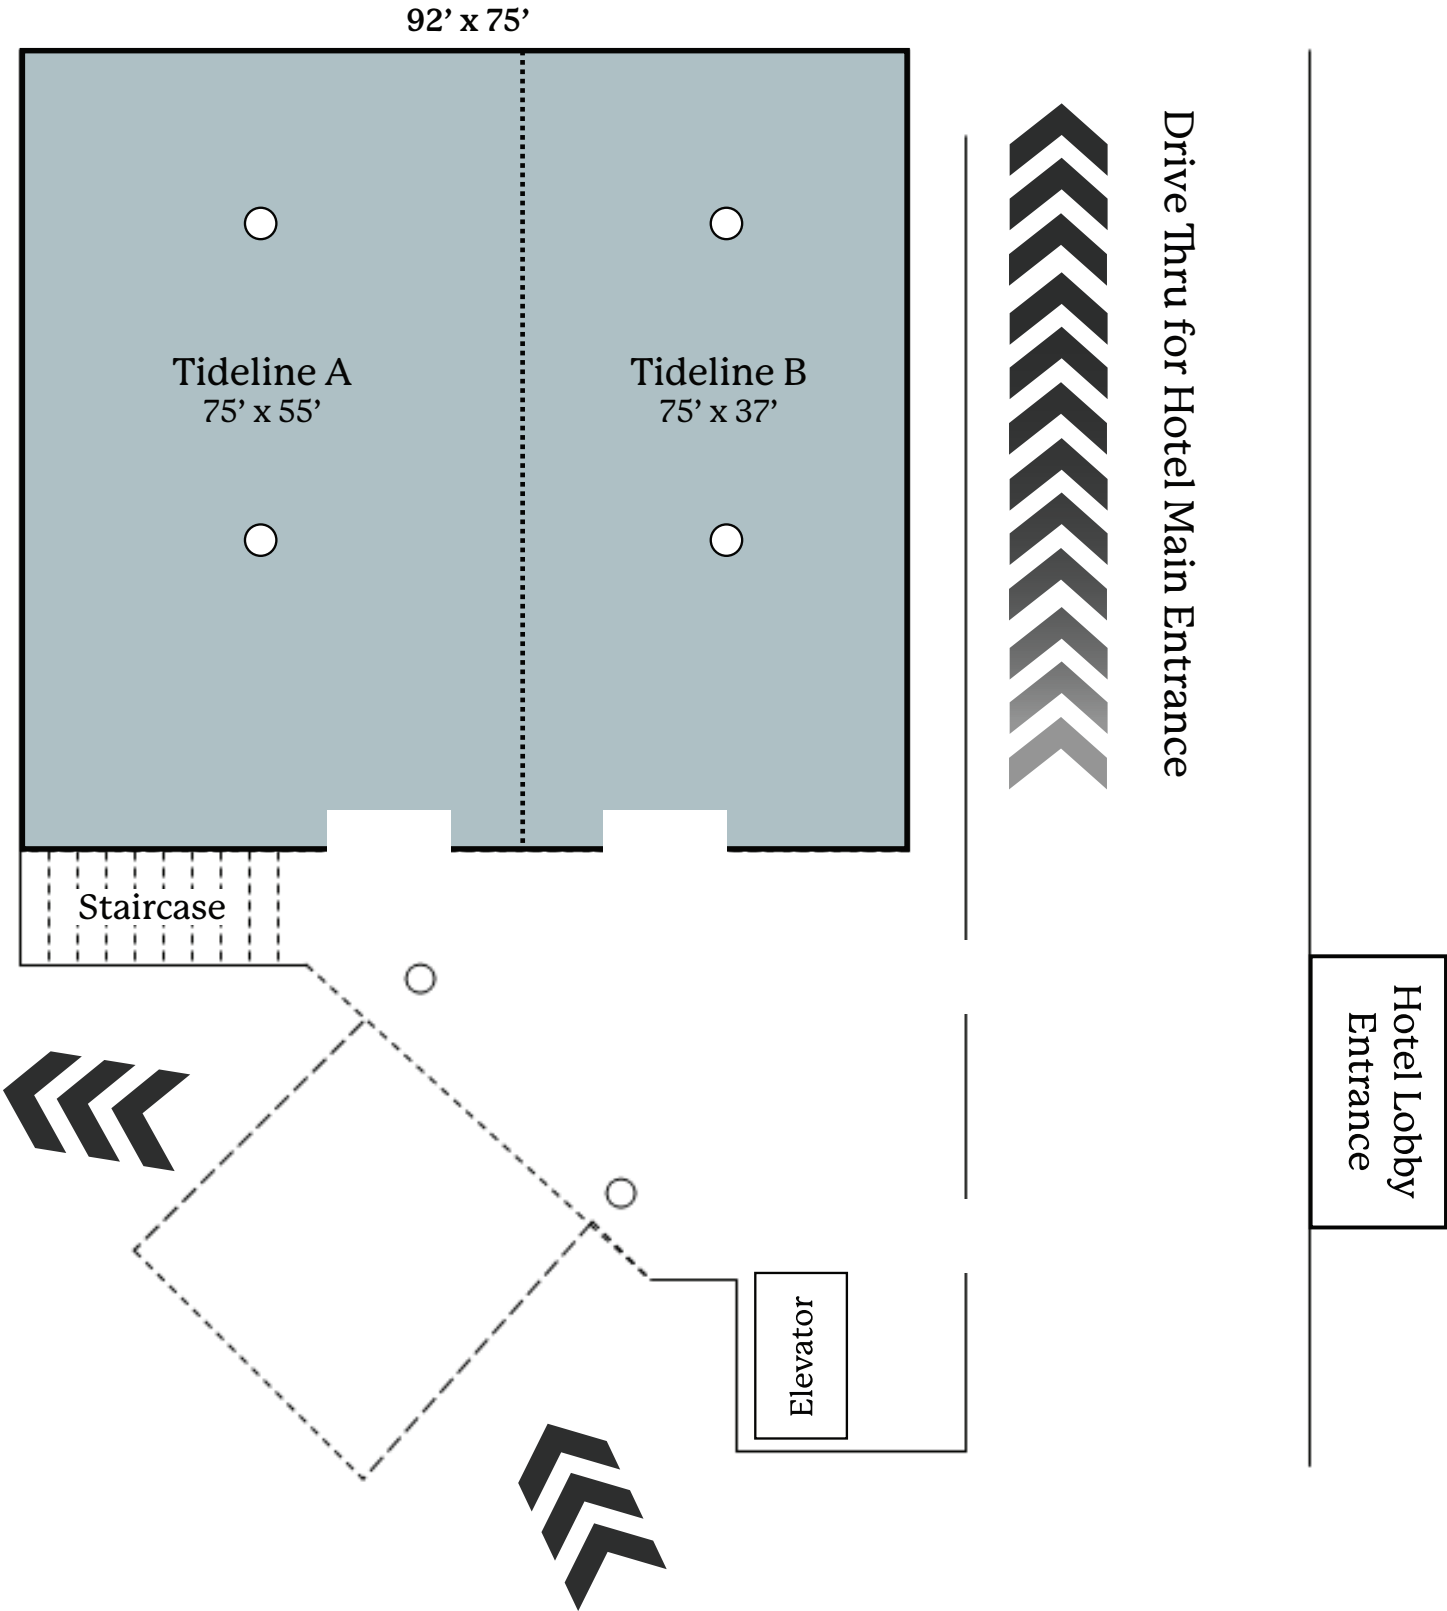 92’ x 75’
Tideline A
75’ x 55’
Tideline B
75’ x 37’
Drive Thru for Hotel Main Entrance
Staircase
Hotel Lobby
Entrance
Elevator